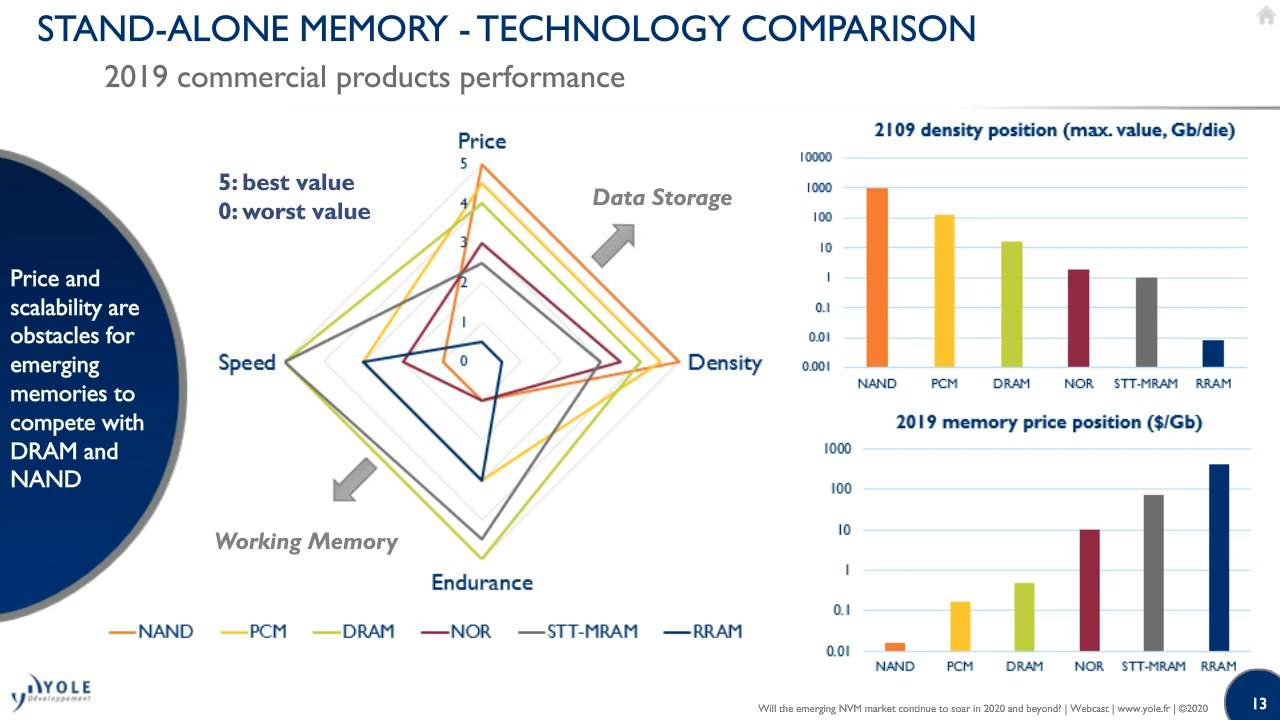 STAND-ALONE MEMORY - TECHNOLOGY COMPARISON
2019 commercial products performance
Price and
scalability are
obstacles for
emerging
memories to
compete with
DRAM and
NAND
5: best value
0: worst value
Price
5
4
3
2
1
0
Speed
Density
Endurance
Data Storage
Working Memory
NAND
PCM
DRAM
NOR
STT-MRAM
RRAM
2109 density position (max. value, Gb/die)
10000
1000
100
10
1
0.1
0.01
0.001
NAND
PCM
DRAM
NOR
STT-MRAM
RRAM
2019 memory price position ($/Gb)
1000
100
10
1
0.1
0.01
NAND
PCM
DRAM
NOR
STT-MRAM
RRAM
YOLE
Développement
Will the emerging NVM market continue to soar in 2020 and beyond? | Webcast | www.yole.fr | ©2020
13